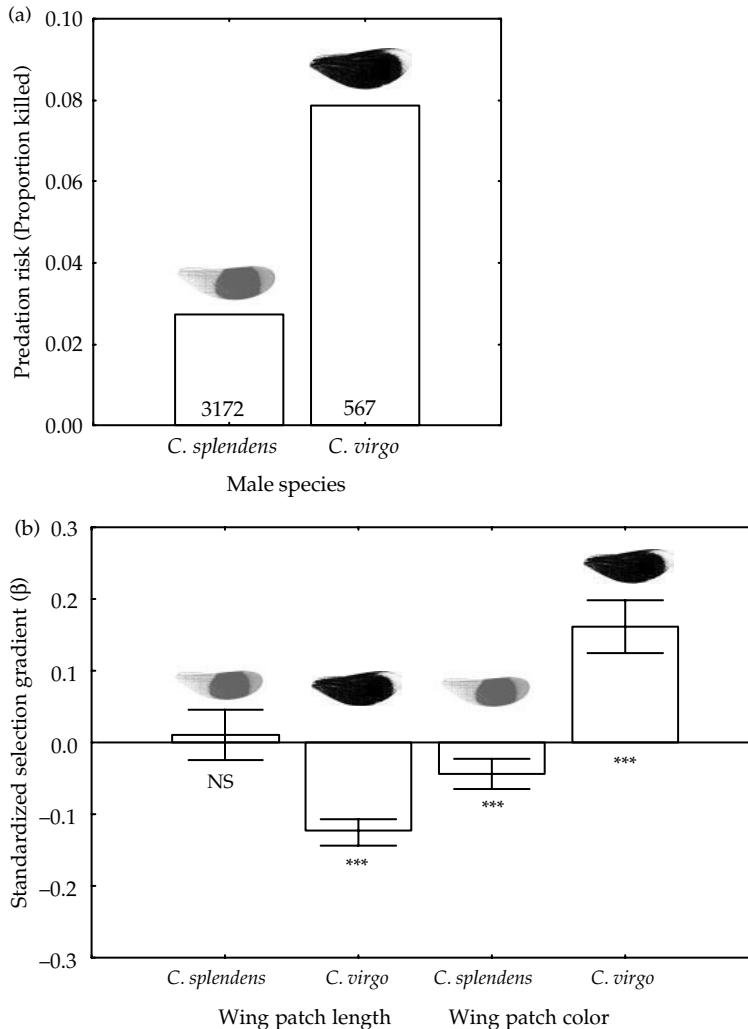 (a)
0.10
0.08
0.06
0.04
0.02
0.00
Predation risk (Proportion killed)
3172
567
C. splendens
C. virgo
Male species
(b)
0.3
0.2
0.1
0.0
–0.1
–0.2
–0.3
Standardized selection gradient (β)
NS
***
***
***
C. splendens
C. virgo
C. splendens
C. virgo
Wing patch length
Wing patch color